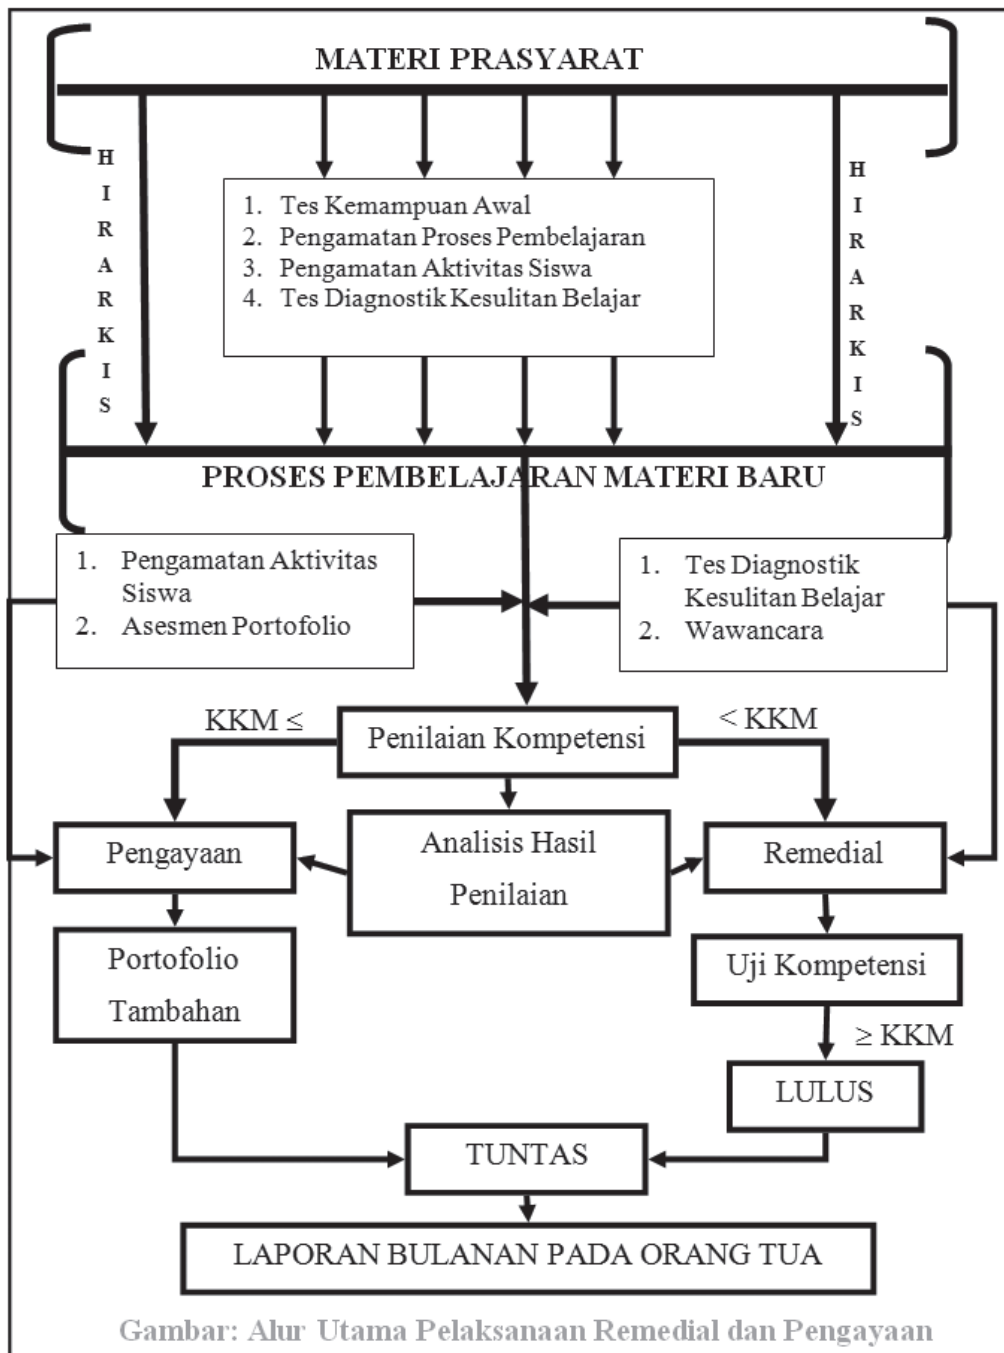 MATERI PRASYARAT
HIRARKIS
HIRARKIS
1. Tes Kemampuan Awal
2. Pengamatan Proses Pembelajaran
3. Pengamatan Aktivitas Siswa
4. Tes Diagnostik Kesulitan Belajar
PROSES PEMBELAJARAN MATERI BARU
1. Pengamatan Aktivitas
Siswa
2. Asesmen Portofolio
1. Tes Diagnostik
Kesulitan Belajar
2. Wawancara
KKM ≤
Penilaian Kompetensi
< KKM
Pengayaan
Analisis Hasil
Penilaian
Remedial
Portofolio
Tambahan
Uji Kompetensi
≥ KKM
LULUS
TUNTAS
LAPORAN BULANAN PADA ORANG TUA
Gambar: Alur Utama Pelaksanaan Remedial dan Pengayaan